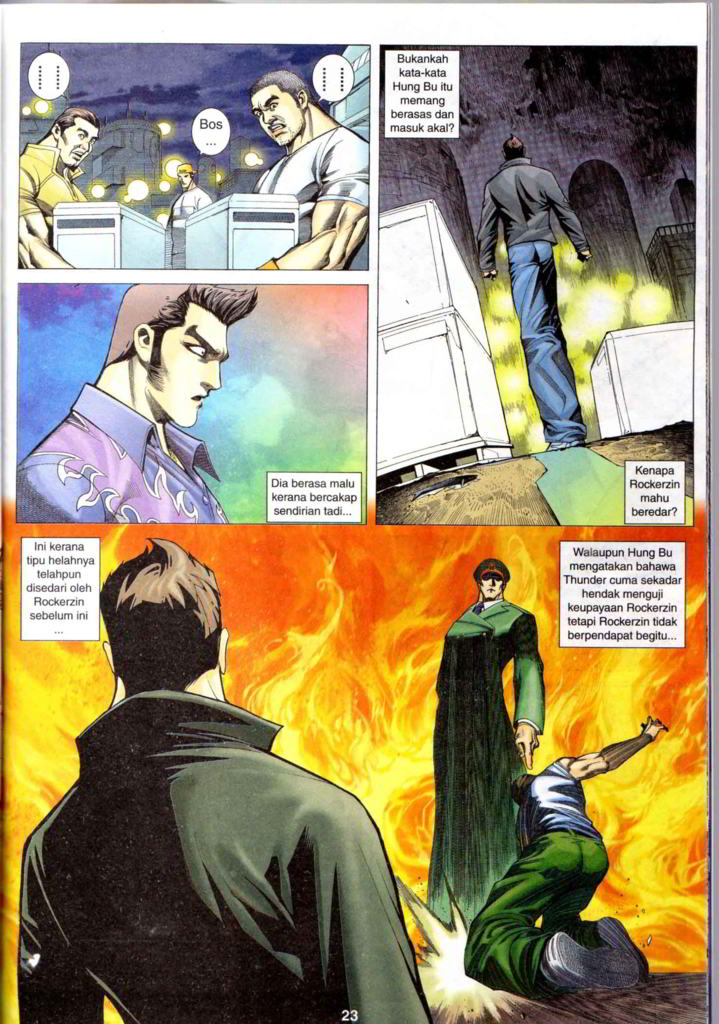 !!!
Bos
...
!!!
Bukankah
kata-kata
Hung Bu itu
memang
berasas dan
masuk akal?
Dia berasa malu
kerana bercakap
sendirian tadi...
Kenapa
Rockerzin
mahu
beredar?
Ini kerana
tipu helahnya
telahpun
disedari oleh
Rockerzin
sebelum ini
...
Walaupun Hung Bu
mengatakan bahawa
Thunder cuma sekadar
hendak menguji
keupayaan Rockerzin
tetapi Rockerzin tidak
berpendapat begitu...
23